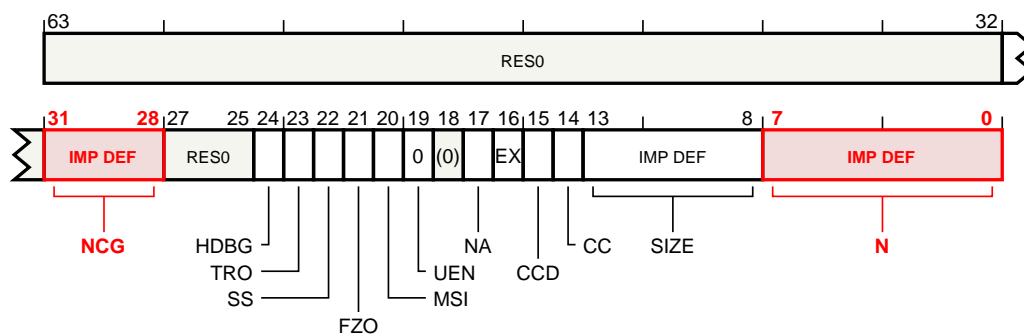 63 32
RES0
31 28 27 25 24 23 22 21 20 19 18 17 16 15 14 13 8 7 0
IMP DEF RES0 0 (0) EX IMP DEF IMP DEF
NCG HDBG NA CC SIZE N
TRO UEN CCD
SS MSI
FZO